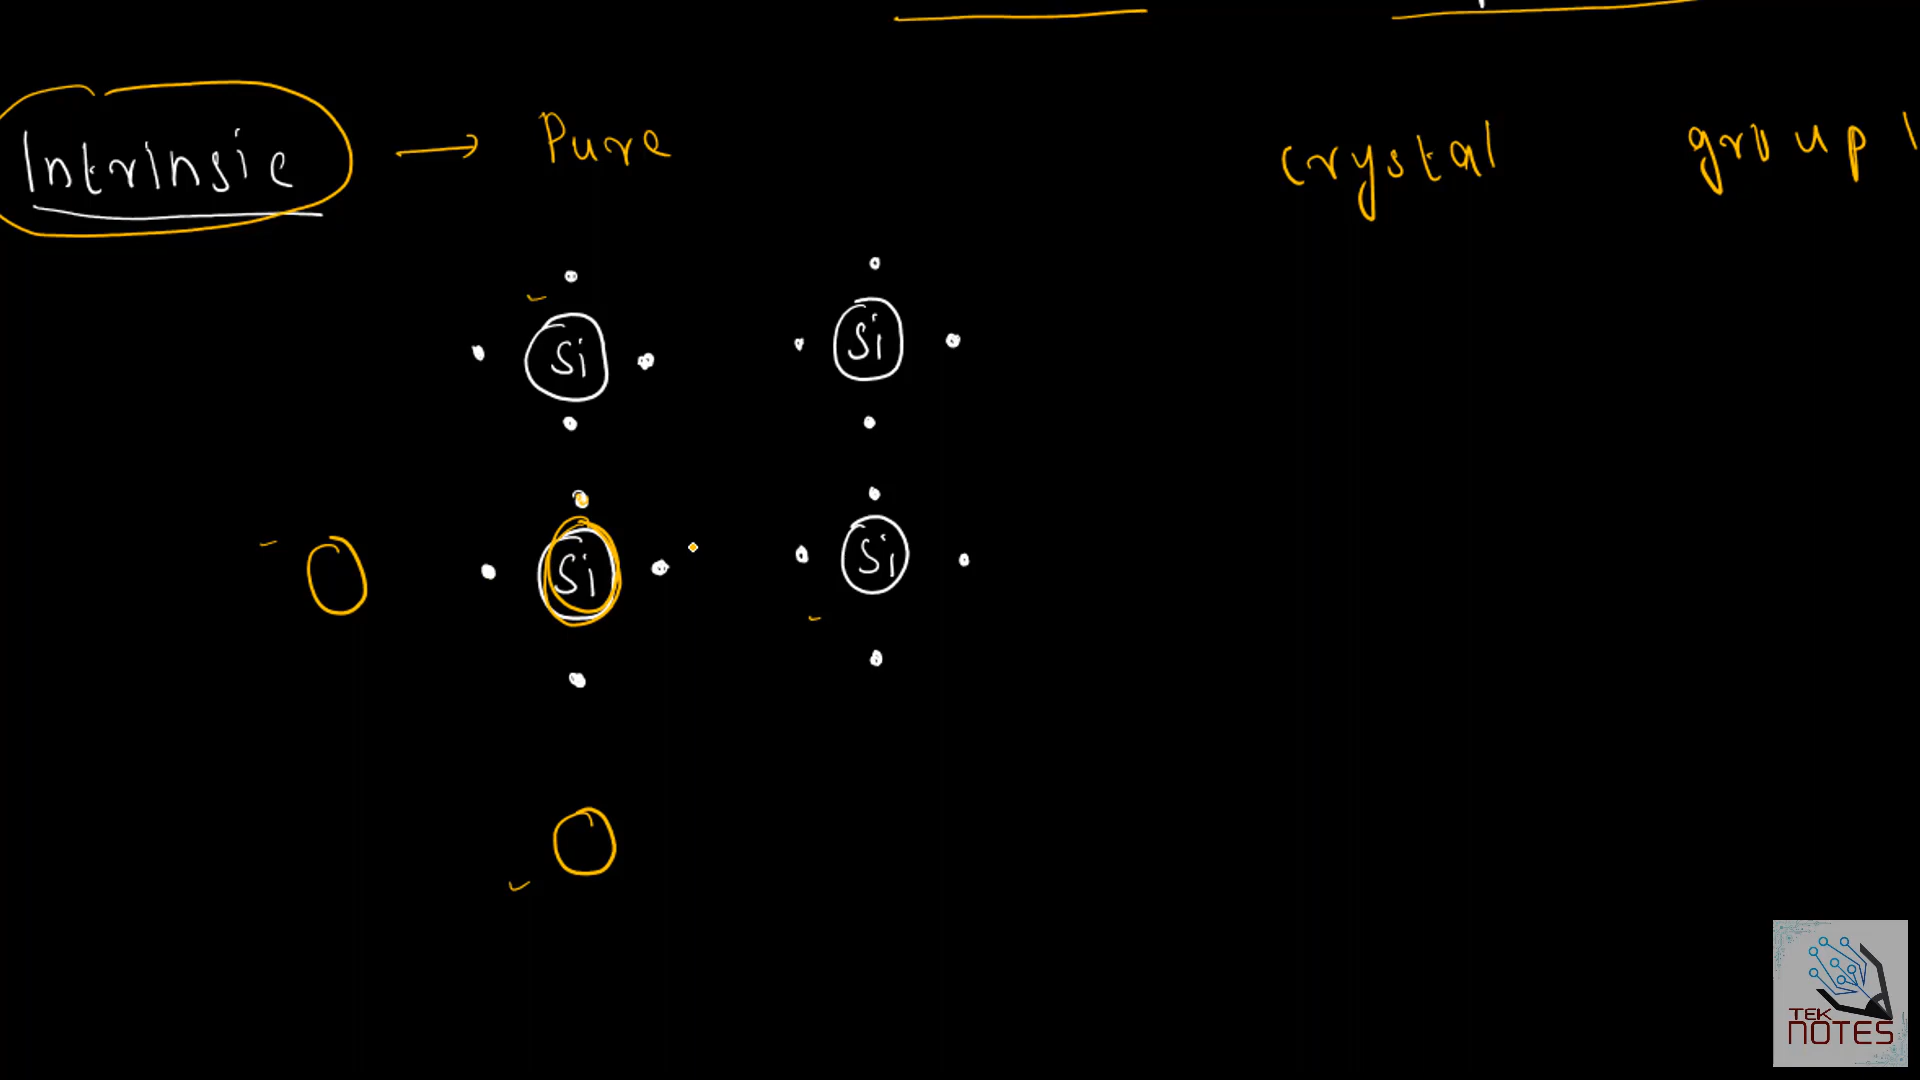 Intrinsic → Pure crystal group
Si Si
Si Si
TEK
NOTES